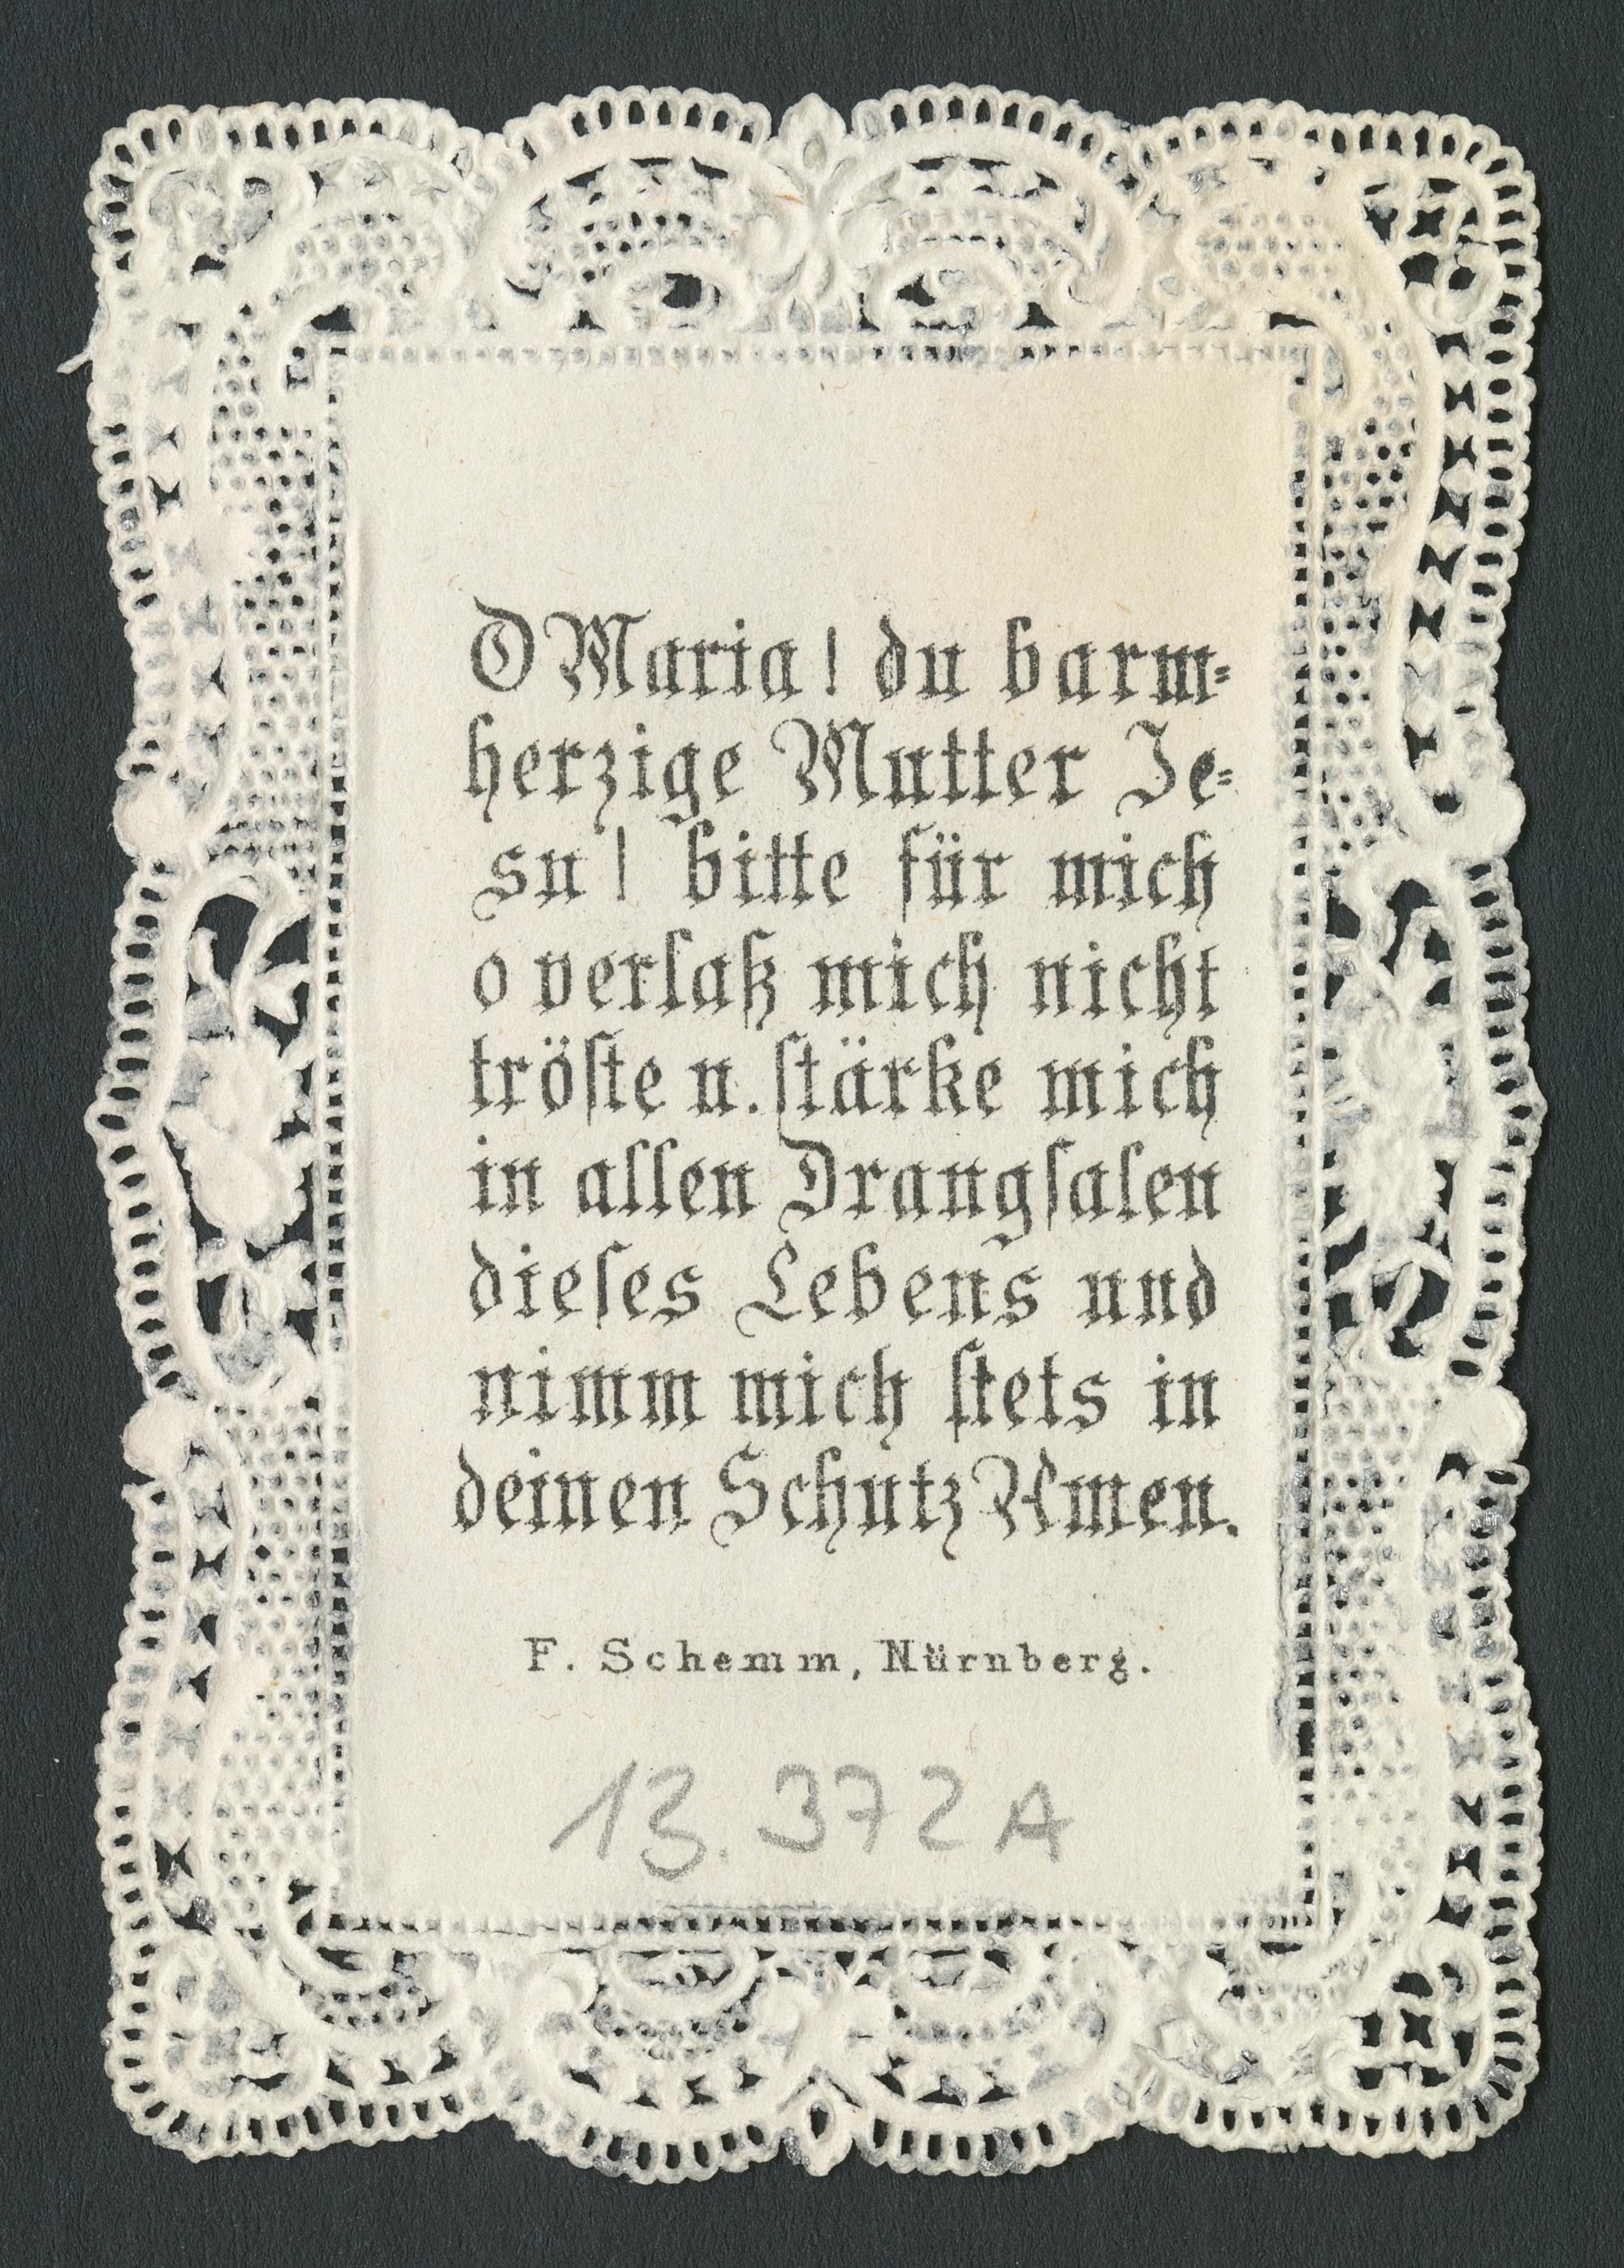 O Maria! du barm=
herzige Mutter Je=
su! bitte für mich
o verlaß mich nicht
tröste u. stärke mich
in allen Drangsalen
dieses Lebens und
nimm mich stets in
deinen Schutz Amen.
F. Schemm, Nürnberg.
13.372A